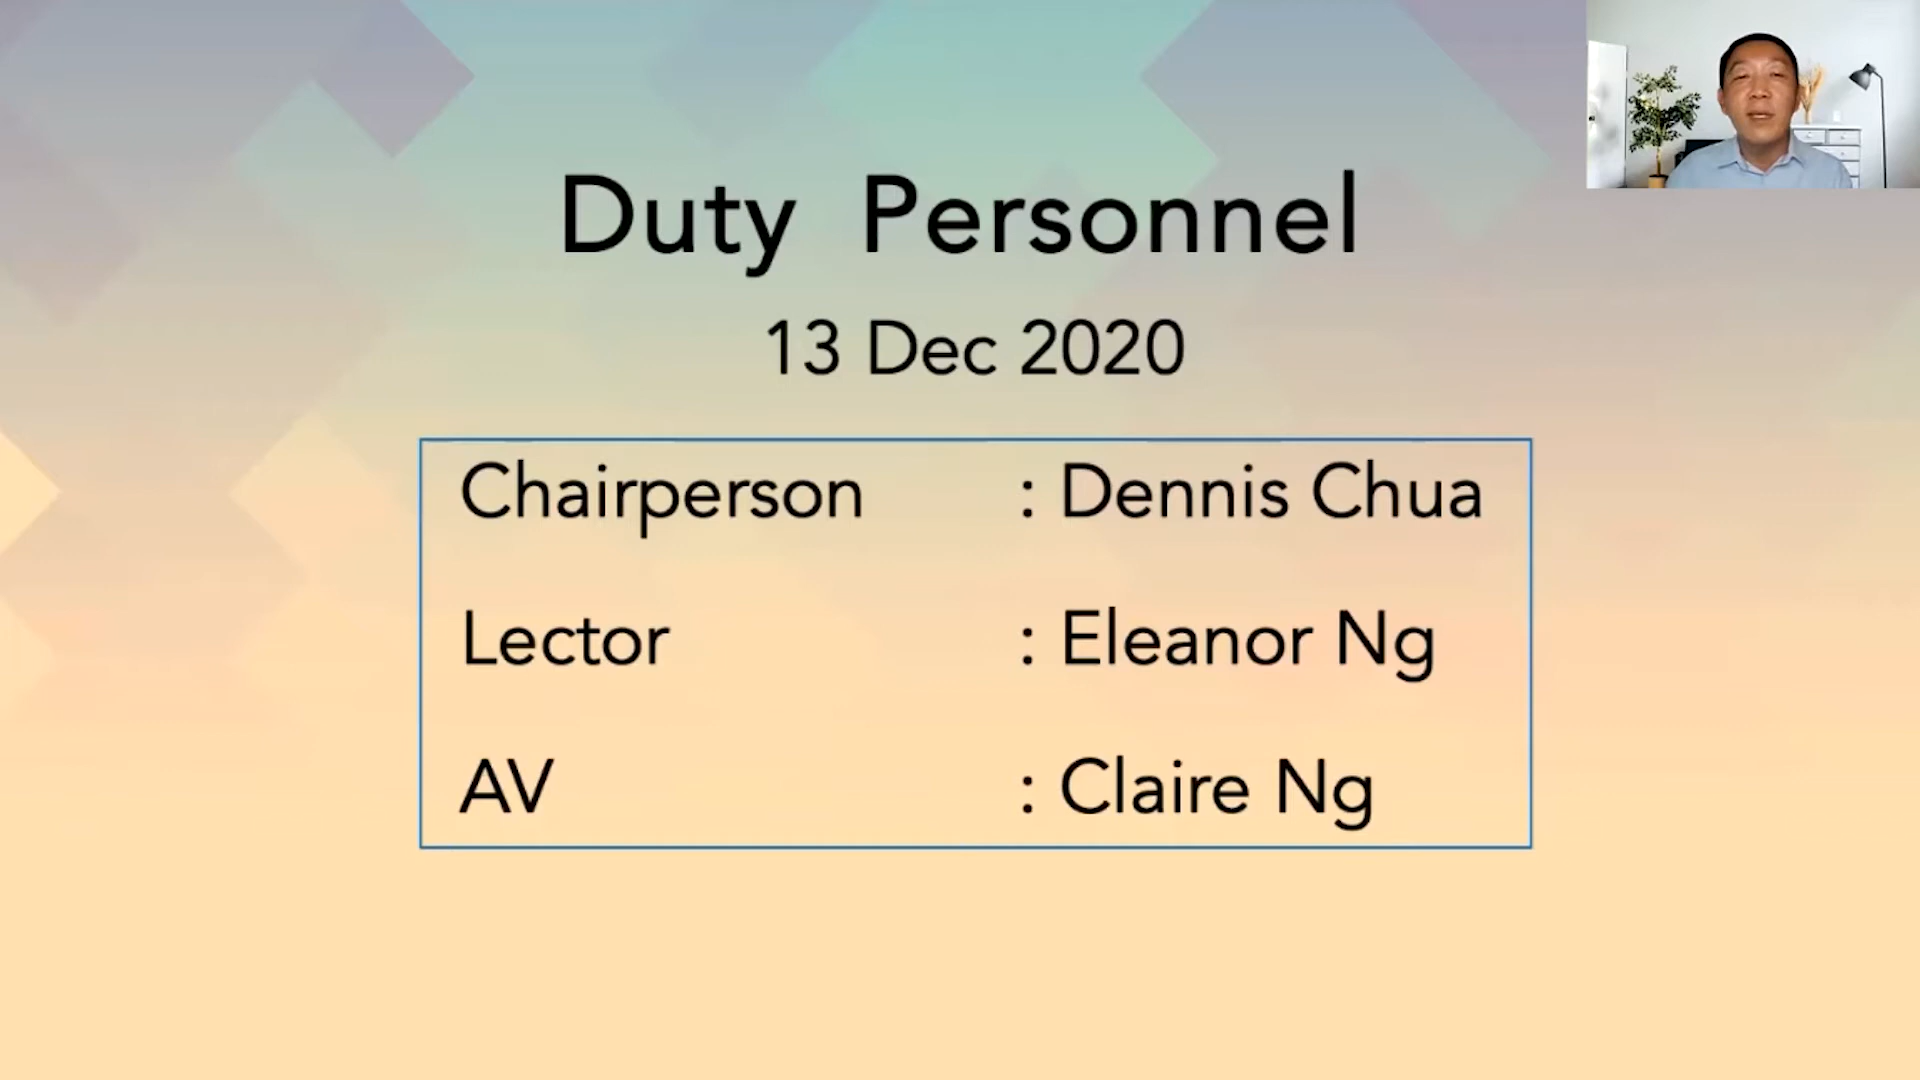 Duty Personnel
13 Dec 2020
Chairperson : Dennis Chua
Lector : Eleanor Ng
AV : Claire Ng